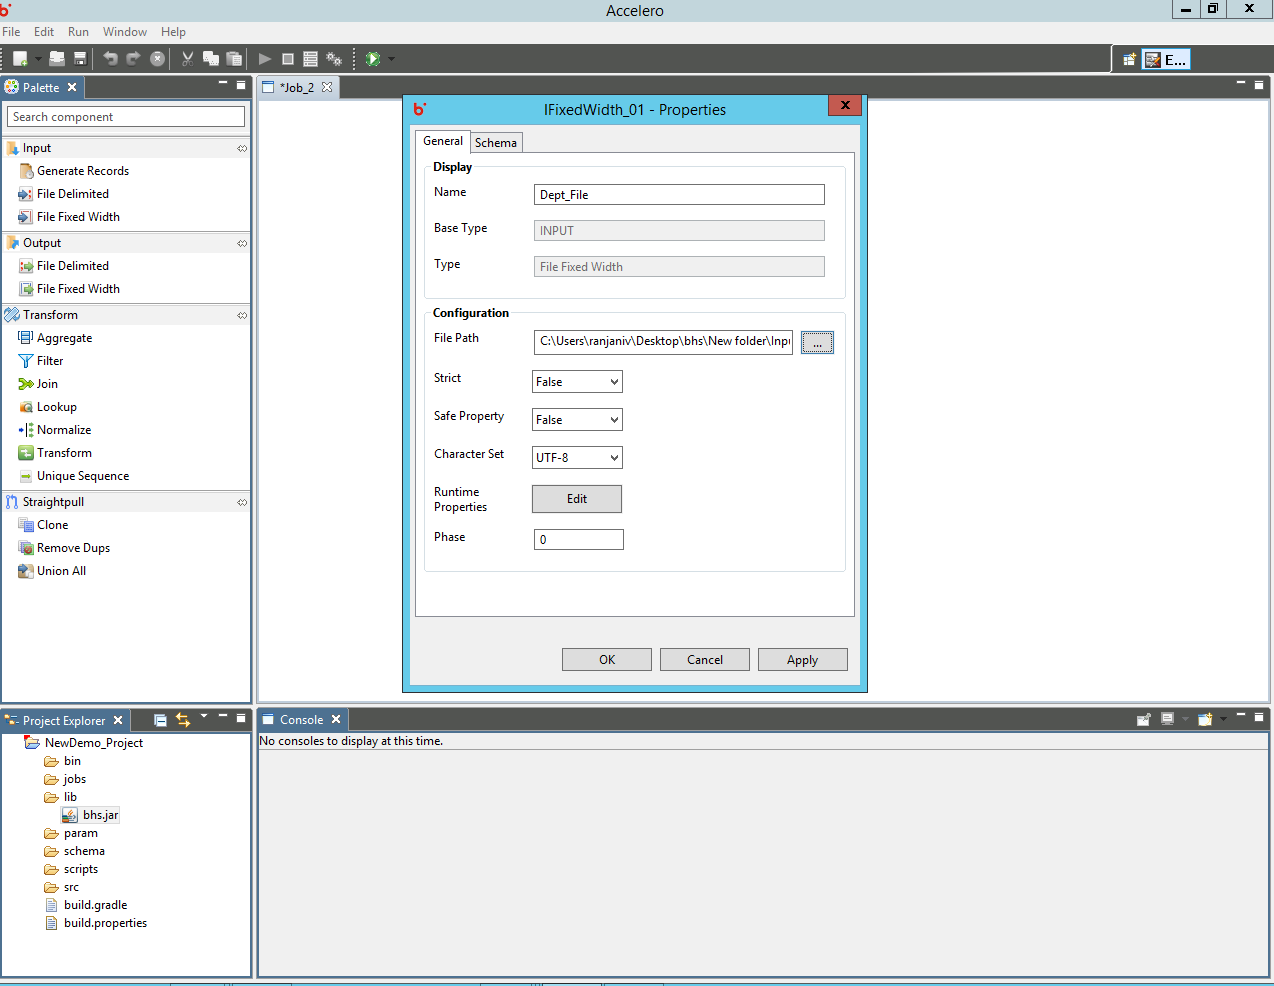 Accelero
File Edit Run Window Help
E...
Palette
*Job_2
Search component
Input
Generate Records
File Delimited
File Fixed Width
Output
File Delimited
File Fixed Width
Transform
Aggregate
Filter
Join
Lookup
Normalize
Transform
Unique Sequence
Straightpull
Clone
Remove Dups
Union All
IFixedWidth_01 - Properties
General Schema
Display
Name Dept_File
Base Type INPUT
Type File Fixed Width
Configuration
File Path C:\Users\ranjaniv\Desktop\bhs\New folder\Inpu ...
Strict False
Safe Property False
Character Set UTF-8
Runtime
Properties Edit
Phase 0
OK Cancel Apply
Project Explorer
NewDemo_Project
bin
jobs
lib
bhs.jar
param
schema
scripts
src
build.gradle
build.properties
Console
No consoles to display at this time.